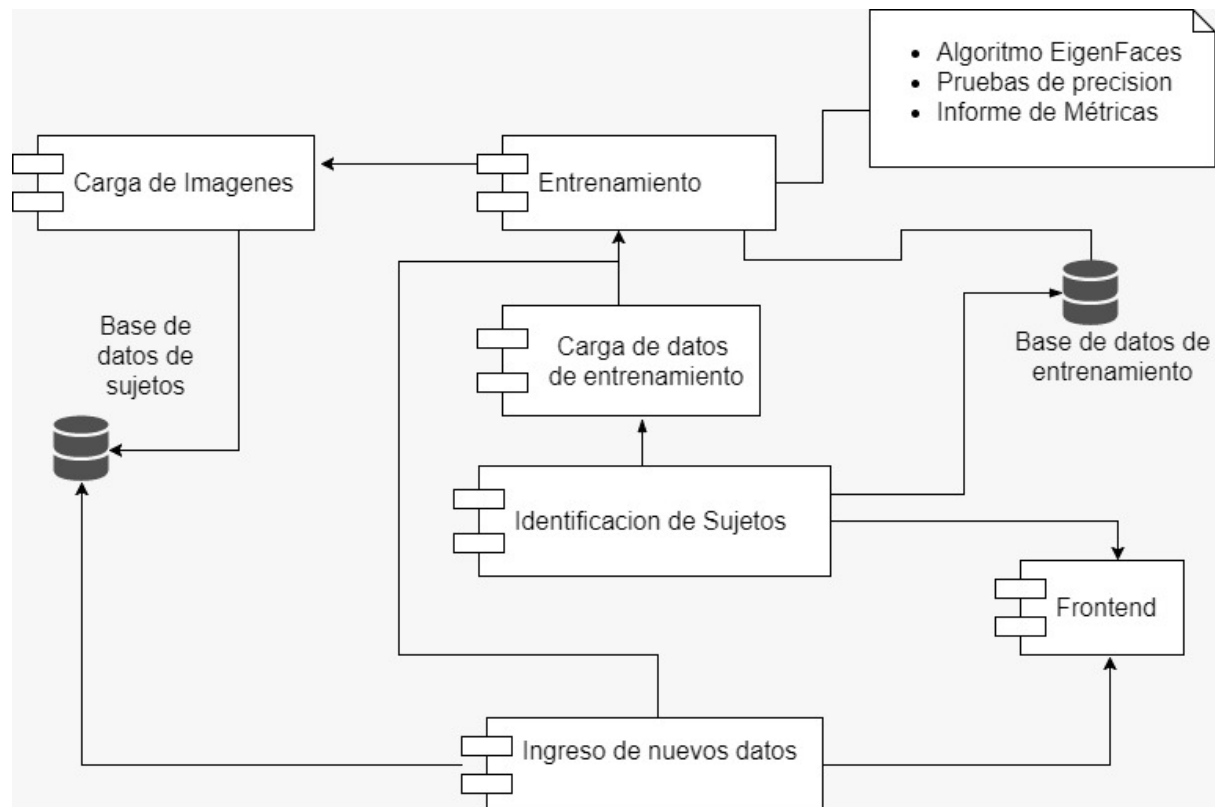 • Algoritmo EigenFaces
• Pruebas de precision
• Informe de Métricas
Carga de Imagenes
Entrenamiento
Base de
datos de
sujetos
Carga de datos
de entrenamiento
Base de datos de
entrenamiento
Identificacion de Sujetos
Frontend
Ingreso de nuevos datos